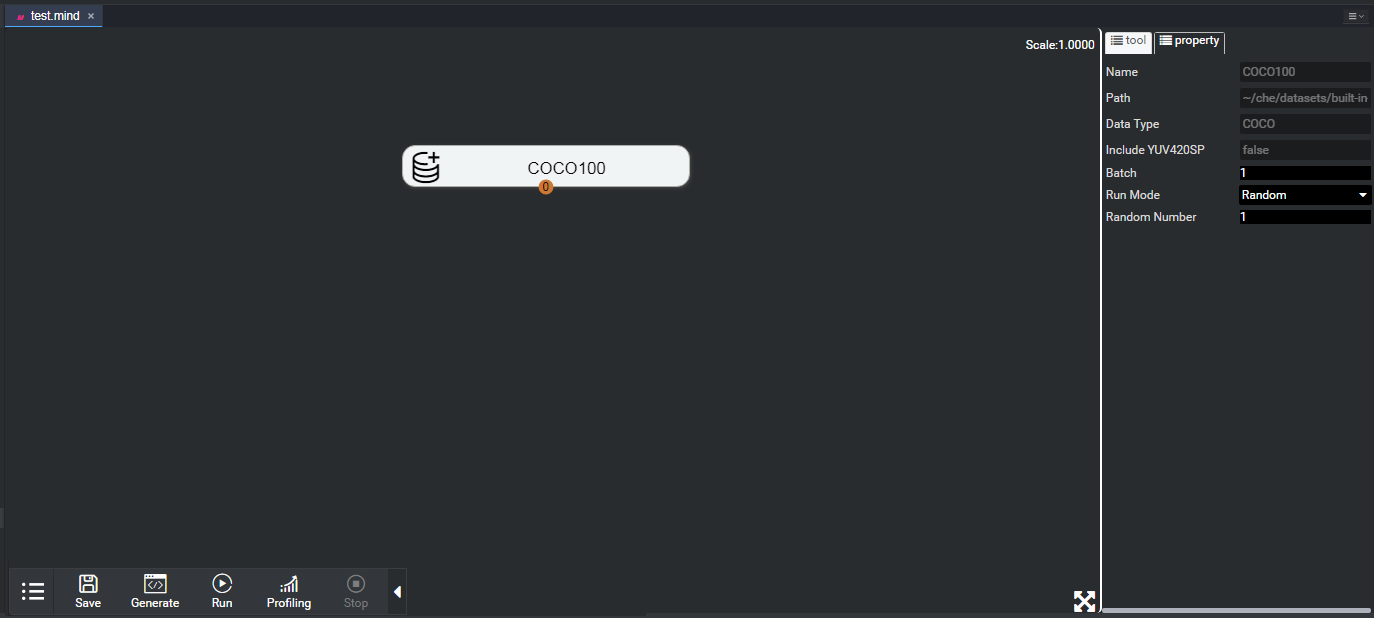 test.mind
Scale:1.0000
tool
property
Name
COCO100
Path
~/che/datasets/built-in
Data Type
COCO
Include YUV420SP
false
Batch
1
Run Mode
Random
Random Number
1
COCO100
0
Save
Generate
Run
Profiling
Stop